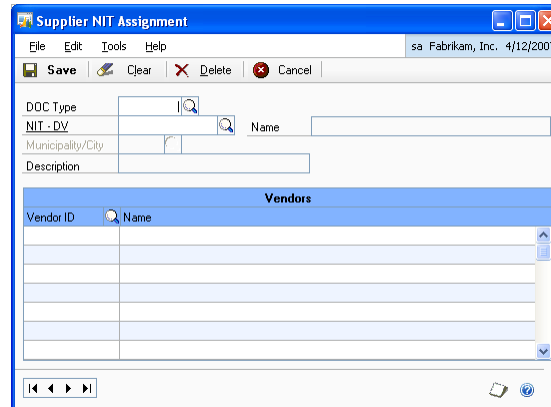 Supplier NIT Assignment
File Edit Tools Help sa Fabrikam, Inc. 4/12/2007
Save Clear Delete Cancel
DOC Type
NIT - DV Name
Municipality/City
Description
Vendors
Vendor ID Name